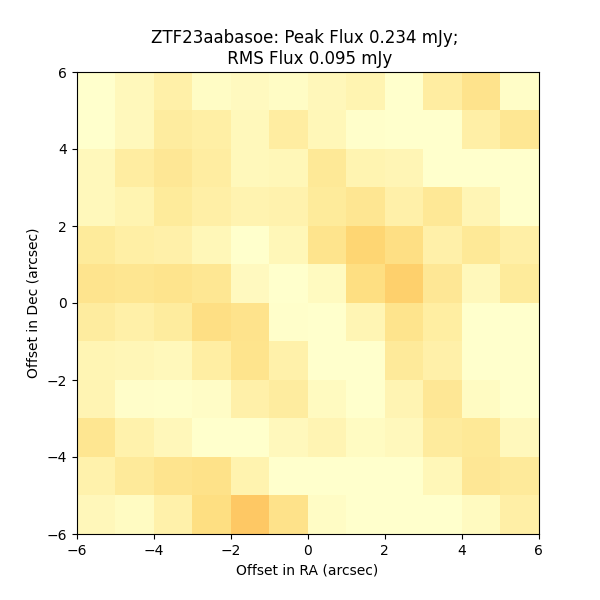 ZTF23aabasoe: Peak Flux 0.234 mJy;
RMS Flux 0.095 mJy
6
4
2
0
−2
−4
−6
Offset in Dec (arcsec)
−6 −4 −2 0 2 4 6
Offset in RA (arcsec)